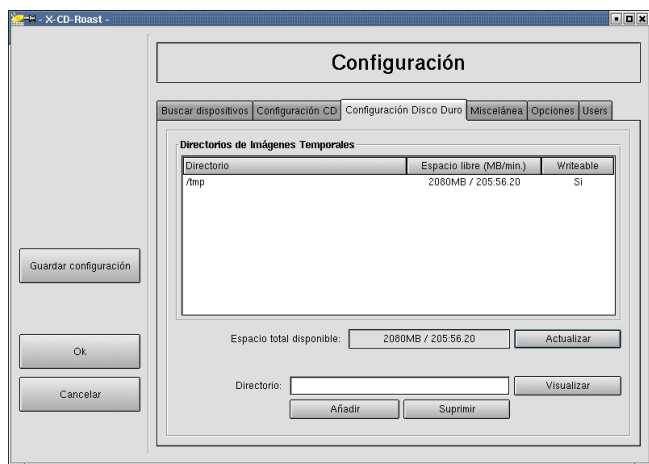 - X-CD-Roast -
Configuración
Buscar dispositivos Configuración CD Configuración Disco Duro Miscelánea Opciones Users
Directorios de Imágenes Temporales
Directorio Espacio libre (MB/min.) Writeable
/tmp 2080MB / 205:56.20 Si
Guardar configuración
Espacio total disponible: 2080MB / 205:56.20 Actualizar
Ok
Directorio: Visualizar
Cancelar
Añadir Suprimir